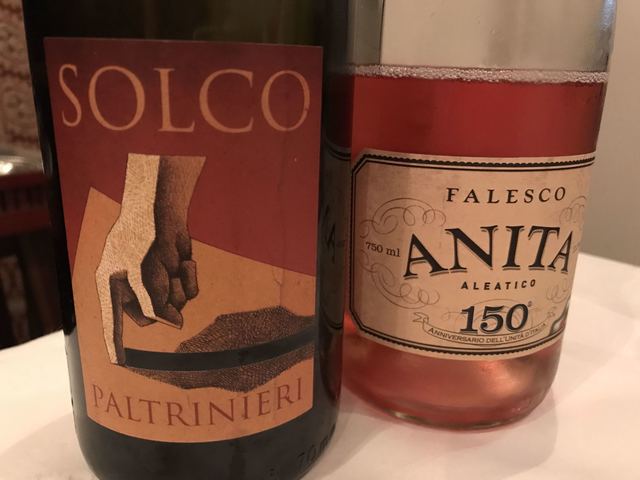 SOLCO
PALTRINIERI
FALESCO
750 ml
ANITA
ALEATICO
150°
ANNIVERSARIO DELL'UNITÀ D'ITALIA